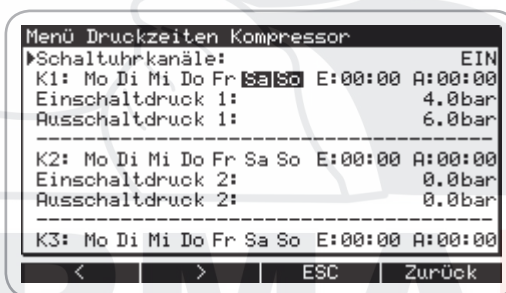 Menü Druckzeiten Kompressor
▶Schaltuhrkanäle: EIN
K1: Mo Di Mi Do Fr Sa So E:00:00 A:00:00
Einschaltdruck 1: 4.0bar
Ausschaltdruck 1: 6.0bar
----------------------------------------
K2: Mo Di Mi Do Fr Sa So E:00:00 A:00:00
Einschaltdruck 2: 0.0bar
Ausschaltdruck 2: 0.0bar
----------------------------------------
K3: Mo Di Mi Do Fr Sa So E:00:00 A:00:00
< > ESC Zurück